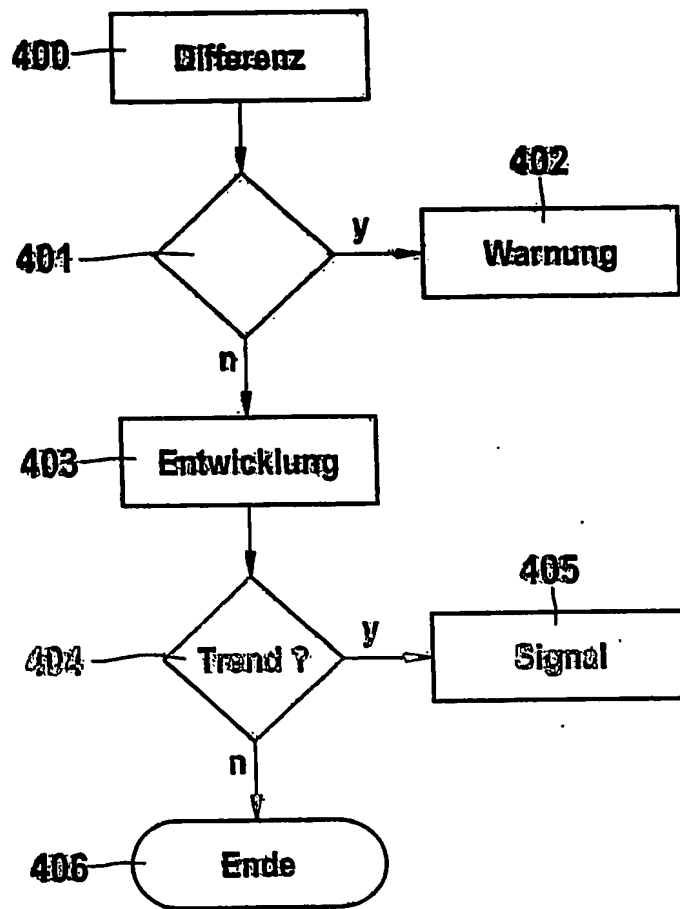 400
Differenz
402
401
y
Warnung
n
403
Entwicklung
405
404
Trend ?
y
Signal
n
406
Ende